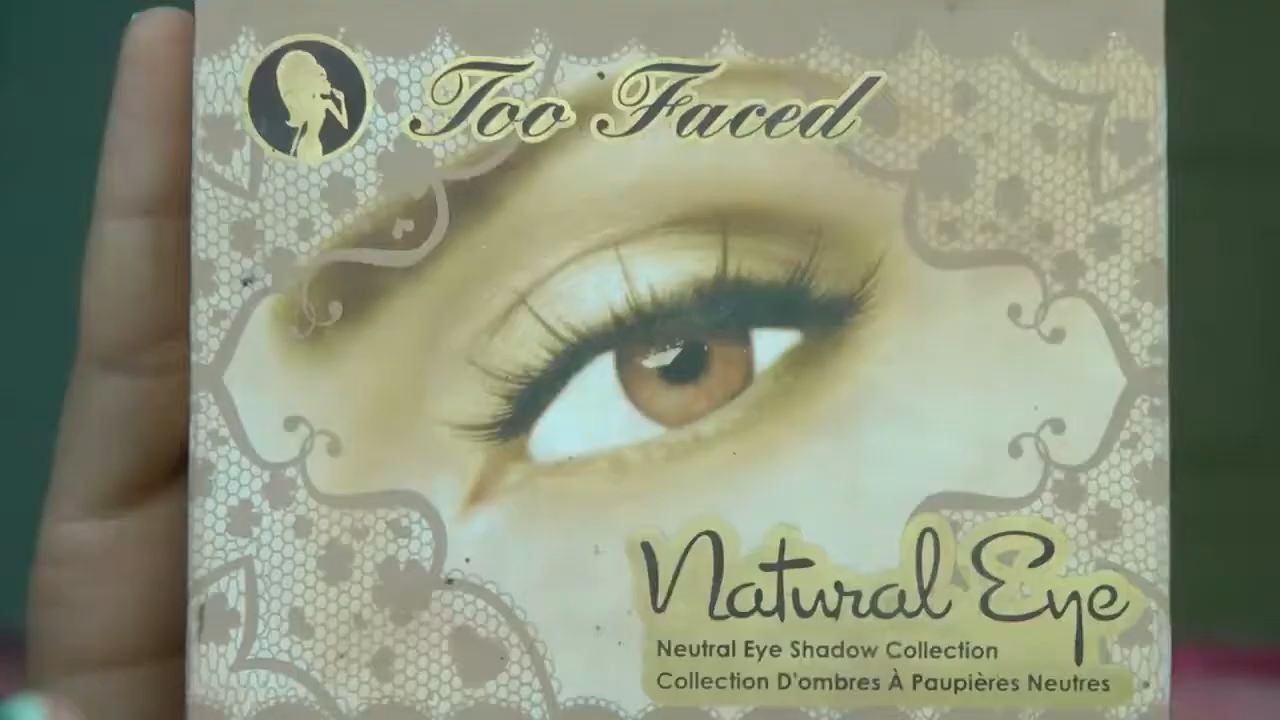 Too Faced
Natural Eye
Neutral Eye Shadow Collection
Collection D'ombres À Paupières Neutres